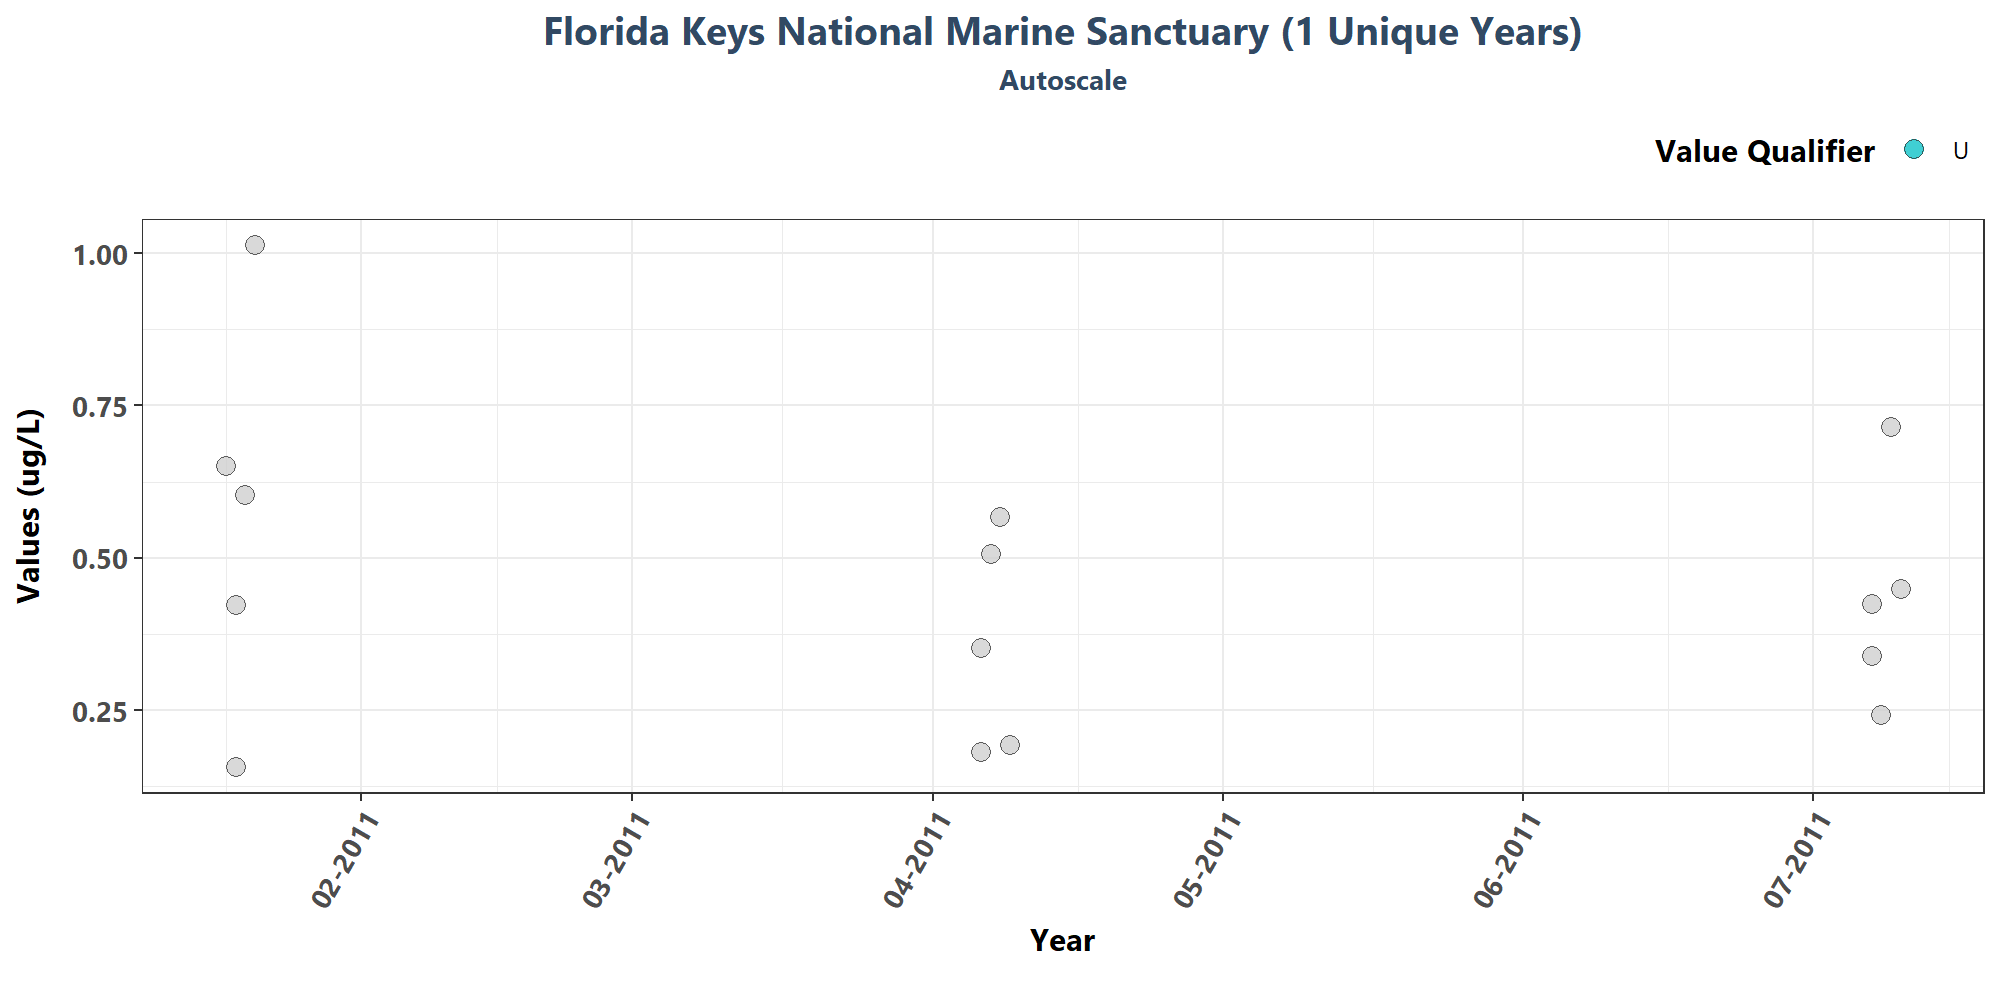 Florida Keys National Marine Sanctuary (1 Unique Years)
Autoscale
Value Qualifier U
1.00
0.75
0.50
0.25
Values (ug/L)
02-2011
03-2011
04-2011
05-2011
06-2011
07-2011
Year